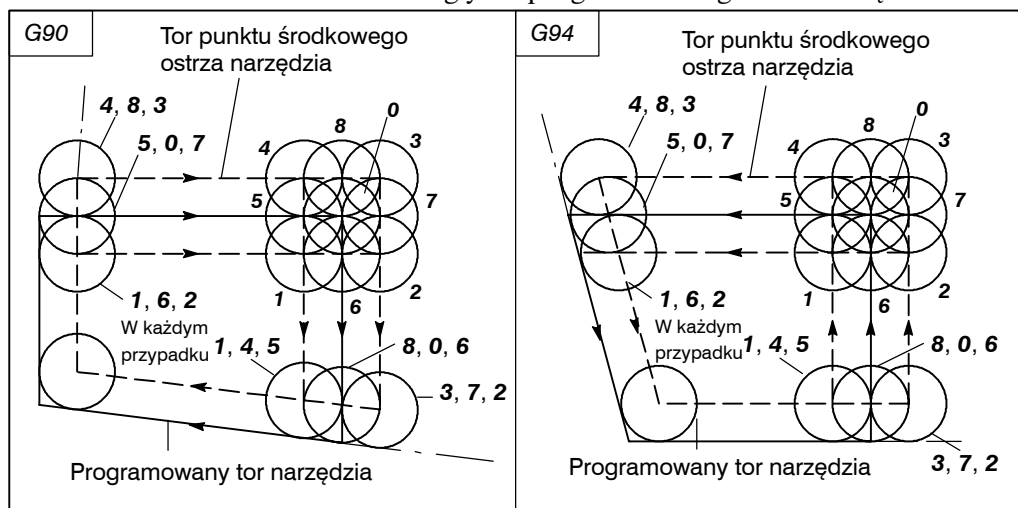 G90
Tor punktu środkowego
ostrza narzędzia
4, 8, 3
5, 0, 7
4
8
0
3
5
7
1
6
2
1, 6, 2
W każdym
przypadku
1, 4, 5
8, 0, 6
3, 7, 2
Programowany tor narzędzia
G94
Tor punktu środkowego
ostrza narzędzia
4, 8, 3
5, 0, 7
4
8
0
3
5
7
1
6
2
1, 6, 2
W każdym
przypadku
1, 4, 5
8, 0, 6
3, 7, 2
Programowany tor narzędzia